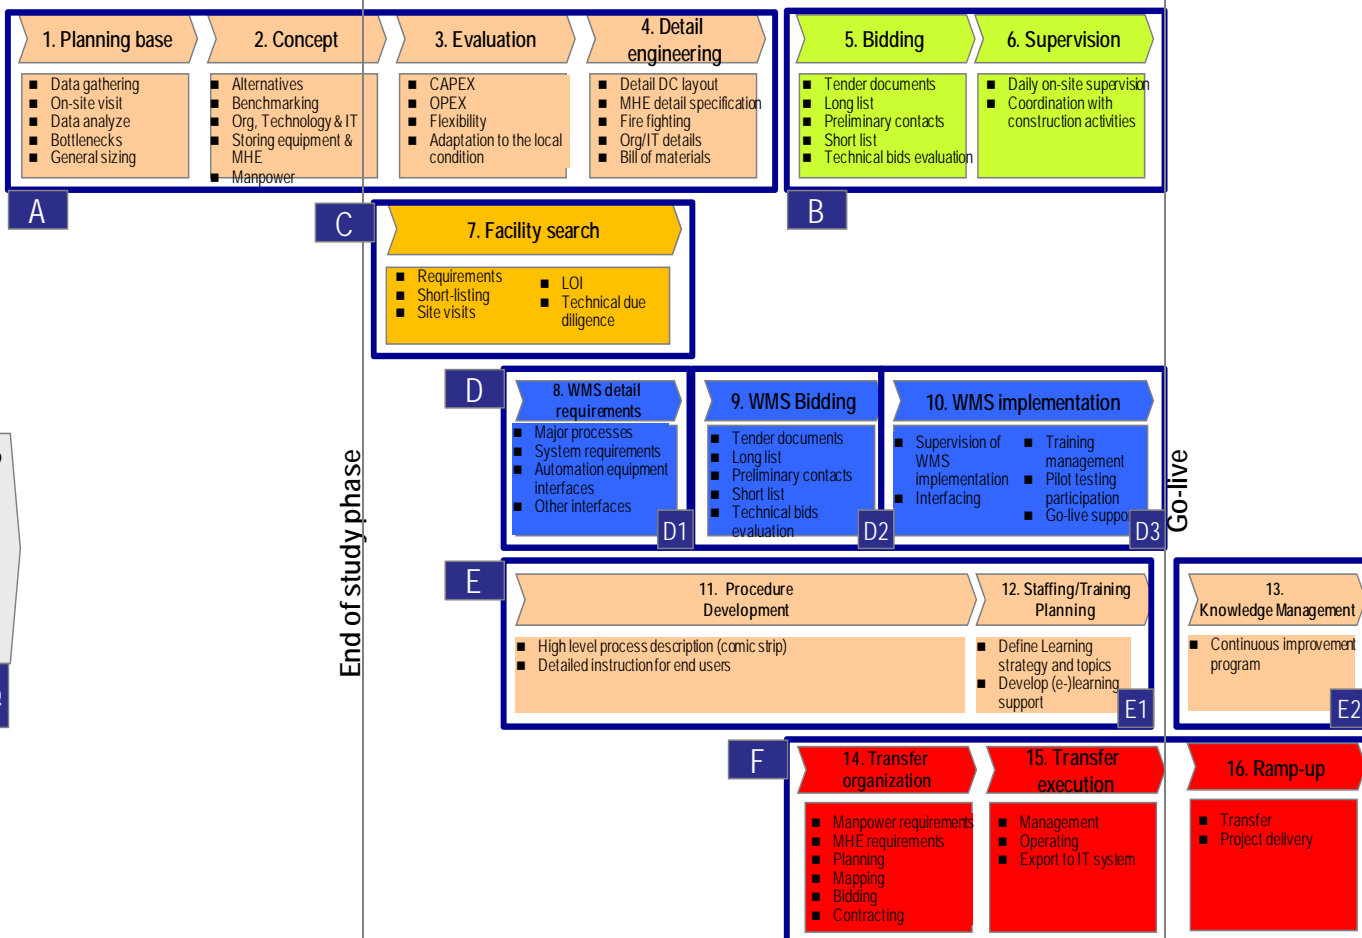 1. Planning base
Data gathering
On-site visit
Data analyze
Bottlenecks
General sizing
2. Concept
Alternatives
Benchmarking
Org, Technology & IT
Storing equipment &
MHE
Manpower
3. Evaluation
CAPEX
OPEX
Flexibility
Adaptation to the local
condition
4. Detail
engineering
Detail DC layout
MHE detail specification
Fire fighting
Org/IT details
Bill of materials
A
5. Bidding
Tender documents
Long list
Preliminary contacts
Short list
Technical bids evaluation
6. Supervision
Daily on-site supervision
Coordination with
construction activities
B
C
7. Facility search
Requirements
Short-listing
Site visits
LOI
Technical due
diligence
D
8. WMS detail
requirements
Major processes
System requirements
Automation equipment
interfaces
Other interfaces
D1
9. WMS Bidding
Tender documents
Long list
Preliminary contacts
Short list
Technical bids
evaluation
D2
10. WMS implementation
Supervision of
WMS
implementation
Interfacing
Training
management
Pilot testing
participation
Go-live suppo
D3
End of study phase
Go-live
E
11. Procedure
Development
High level process description (comic strip)
Detailed instruction for end users
12. Staffing/Training
Planning
Define Learning
strategy and topics
Develop (e-)learning
support
E1
13.
Knowledge Management
Continuous improvement
program
E2
F
14. Transfer
organization
Manpower requirements
MHE requirements
Planning
Mapping
Bidding
Contracting
15. Transfer
execution
Management
Operating
Export to IT system
16. Ramp-up
Transfer
Project delivery